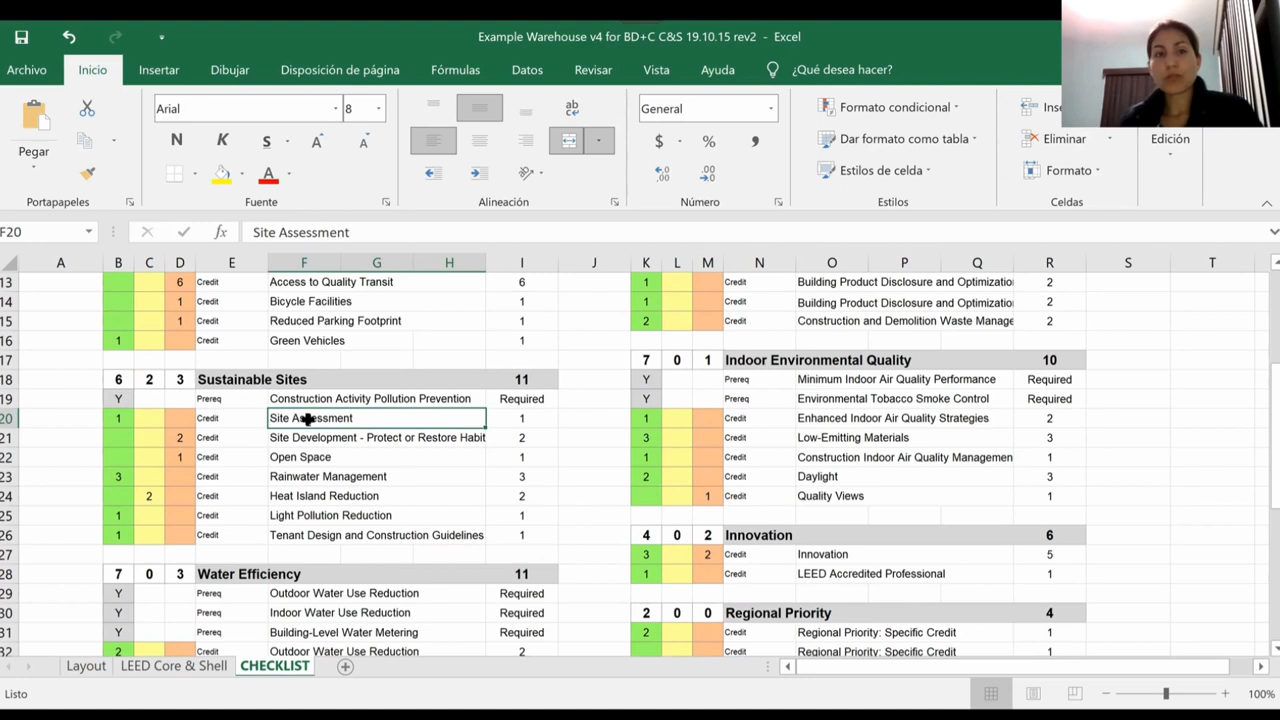 Example Warehouse v4 for BD+C C&S 19.10.15 rev2 - Excel
Archivo Inicio Insertar Dibujar Disposición de página Fórmulas Datos Revisar Vista Ayuda ¿Qué desea hacer?
Pegar
Portapapeles
Arial 8
N K S A A
A
Fuente
ab
Alineación
General
$ % ,
Número
Formato condicional
Dar formato como tabla
Estilos de celda
Estilos
Inse
Eliminar
Formato
Celdas
Edición
F20 fx Site Assessment
A B C D E F G H I J K L M N O P Q R S T
13 6 Credit Access to Quality Transit 6 1 Credit Building Product Disclosure and Optimizatio 2
14 1 Credit Bicycle Facilities 1 1 Credit Building Product Disclosure and Optimizatio 2
15 1 Credit Reduced Parking Footprint 1 2 Credit Construction and Demolition Waste Manage 2
16 1 Credit Green Vehicles 1
17 7 0 1 Indoor Environmental Quality 10
18 6 2 3 Sustainable Sites 11 Y Prereq Minimum Indoor Air Quality Performance Required
19 Y Prereq Construction Activity Pollution Prevention Required Y Prereq Environmental Tobacco Smoke Control Required
20 1 Credit Site Assessment 1 1 Credit Enhanced Indoor Air Quality Strategies 2
21 2 Credit Site Development - Protect or Restore Habit 2 3 Credit Low-Emitting Materials 3
22 1 Credit Open Space 1 1 Credit Construction Indoor Air Quality Managemen 1
23 3 Credit Rainwater Management 3 2 Credit Daylight 3
24 2 Credit Heat Island Reduction 2 1 Credit Quality Views 1
25 1 Credit Light Pollution Reduction 1
26 1 Credit Tenant Design and Construction Guidelines 1 4 0 2 Innovation 6
27 3 2 Credit Innovation 5
28 7 0 3 Water Efficiency 11 1 Credit LEED Accredited Professional 1
29 Y Prereq Outdoor Water Use Reduction Required
30 Y Prereq Indoor Water Use Reduction Required 2 0 0 Regional Priority 4
31 Y Prereq Building-Level Water Metering Required 2 Credit Regional Priority: Specific Credit 1
32 2 Credit Outdoor Water Use Reduction 2 Credit Regional Priority: Specific Credit 1
Layout LEED Core & Shell CHECKLIST
Listo 100%